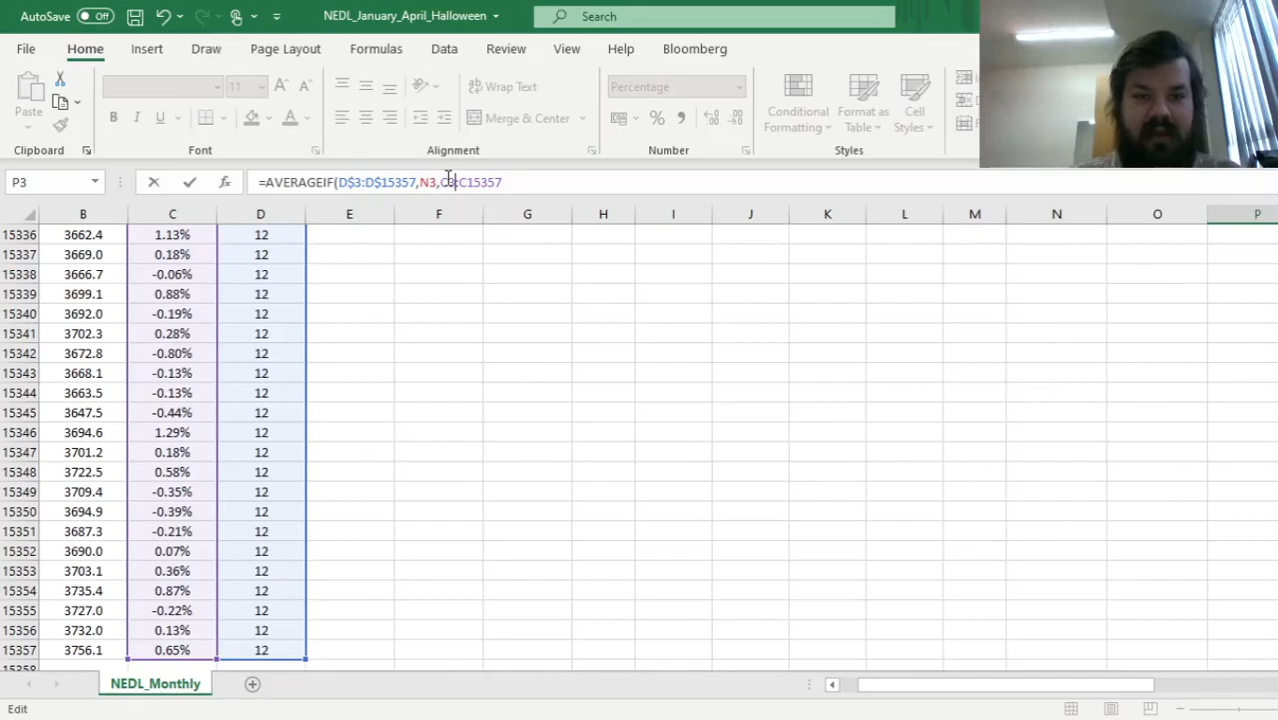 AutoSave Off NEDL_January_April_Halloween Search
File Home Insert Draw Page Layout Formulas Data Review View Help Bloomberg
Paste 11 Wrap Text Percentage Conditional Formatting Format as Table Cell Styles
B I U Merge & Center
Clipboard Font Alignment Number Styles
P3 =AVERAGEIF(D$3:D$15357,N3,C3:C15357
B C D E F G H I J K L M N O P
15336 3662.4 1.13% 12
15337 3669.0 0.18% 12
15338 3666.7 -0.06% 12
15339 3699.1 0.88% 12
15340 3692.0 -0.19% 12
15341 3702.3 0.28% 12
15342 3672.8 -0.80% 12
15343 3668.1 -0.13% 12
15344 3663.5 -0.13% 12
15345 3647.5 -0.44% 12
15346 3694.6 1.29% 12
15347 3701.2 0.18% 12
15348 3722.5 0.58% 12
15349 3709.4 -0.35% 12
15350 3694.9 -0.39% 12
15351 3687.3 -0.21% 12
15352 3690.0 0.07% 12
15353 3703.1 0.36% 12
15354 3735.4 0.87% 12
15355 3727.0 -0.22% 12
15356 3732.0 0.13% 12
15357 3756.1 0.65% 12
NEDL_Monthly
Edit